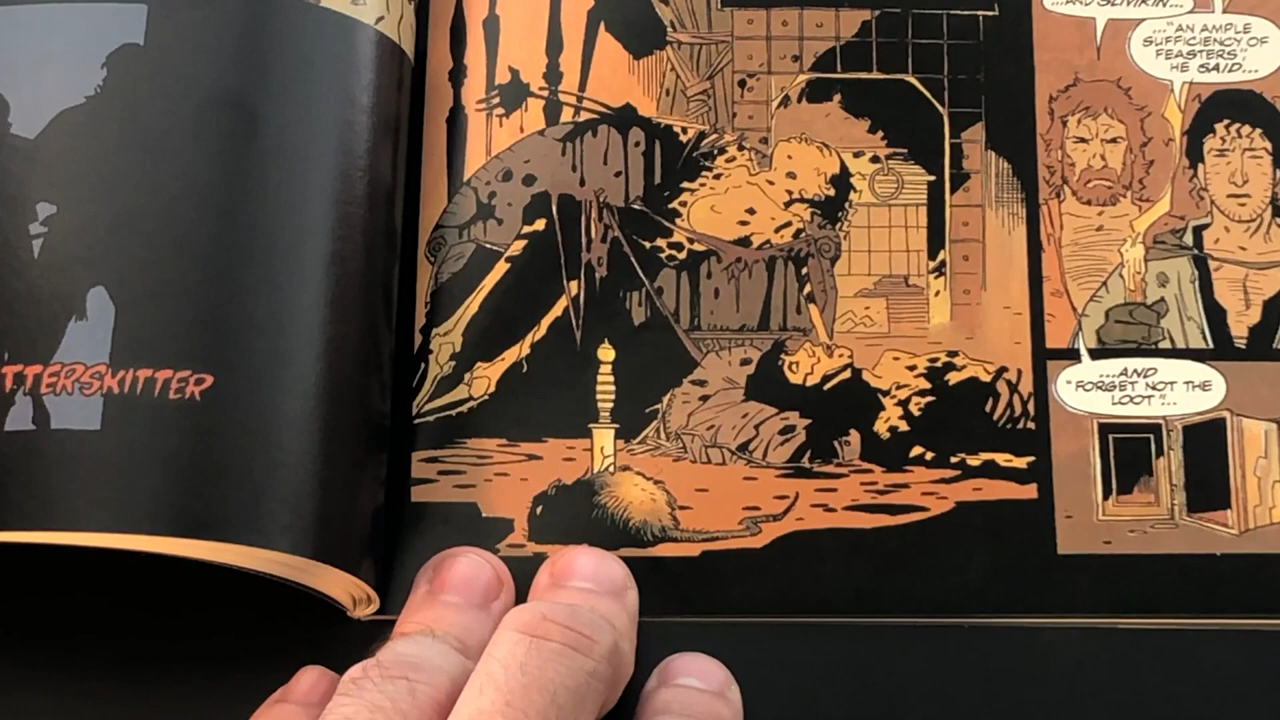 TTERSKITTER
...AND SLIVIKIN...
..."AN AMPLE
SUFFICIENCY OF
FEASTERS",
HE SAID...
...AND
"FORGET NOT THE
LOOT"...